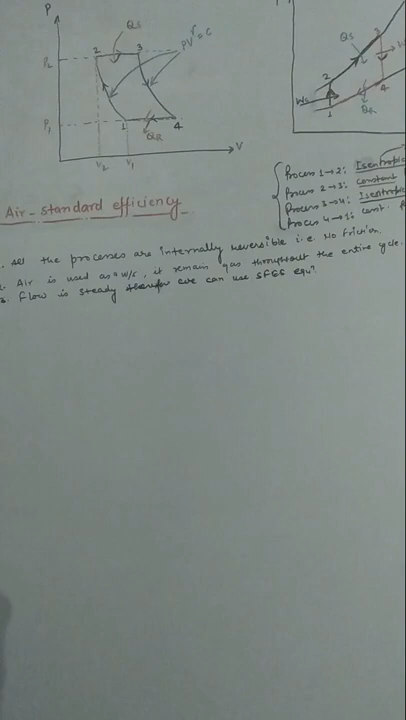 P
Qs
P2
2
3
PV^r=C
P1
1
QR
4
V2
V1
V
Qs
3
2
4
1
QR
Process 1→2: Isentropic
Process 2→3: constant
Process 3→4: Isentropic
Process 4→1: const.
Air-standard efficiency
All the processes are internally reversible i.e. No friction.
Air is used as w/s, it remain gas throughout the entire cycle.
3. Flow is steady therefor we can use SFEE equⁿ